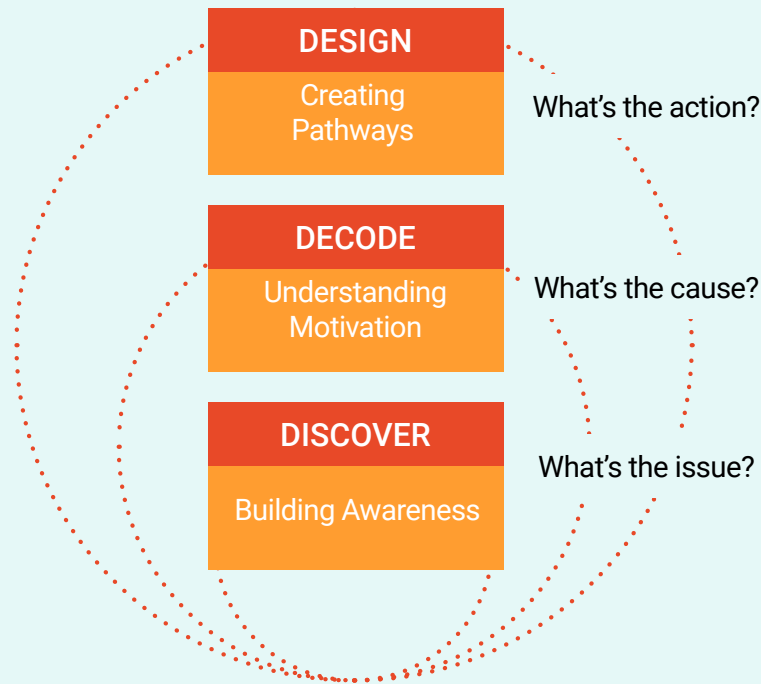 DESIGN
Creating
Pathways
What's the action?
DECODE
Understanding
Motivation
What's the cause?
DISCOVER
What's the issue?
Building Awareness